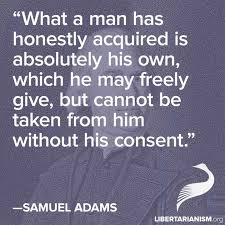 “What a man has
honestly acquired is
absolutely his own,
which he may freely
give, but cannot be
taken from him
without his consent.”
—SAMUEL ADAMS
LIBERTARIANISM.org